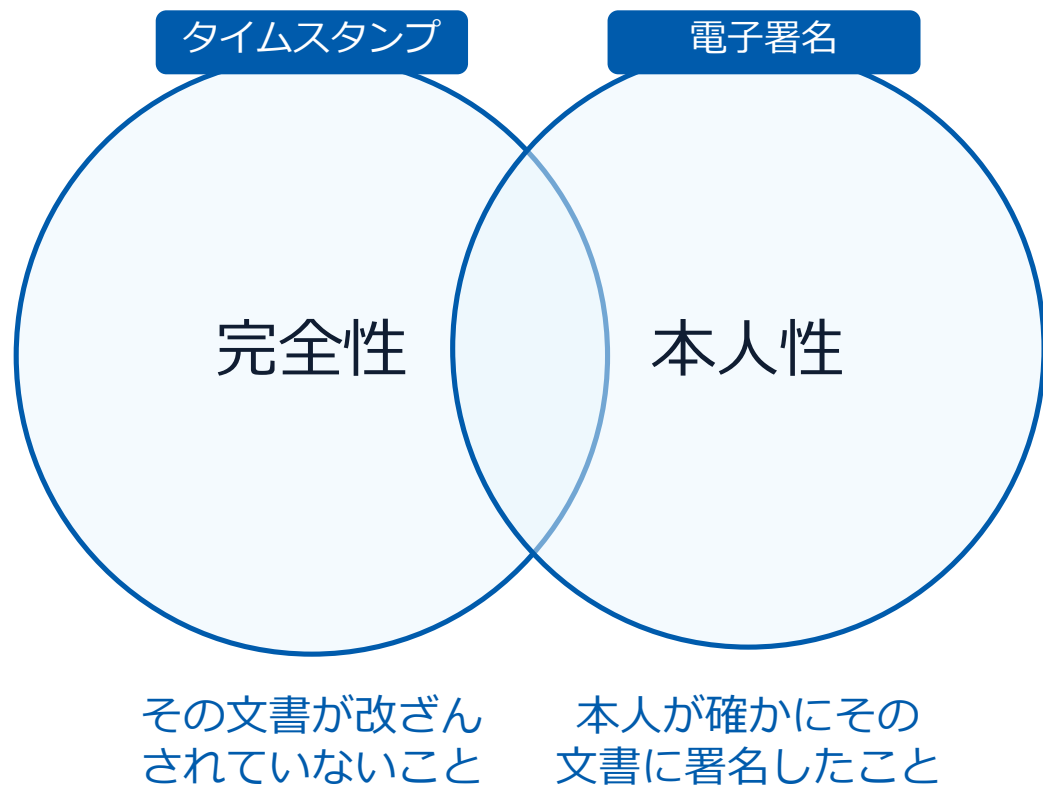 タイムスタンプ
電子署名
完全性
本人性
その文書が改ざん
されていないこと
本人が確かにその
文書に署名したこと